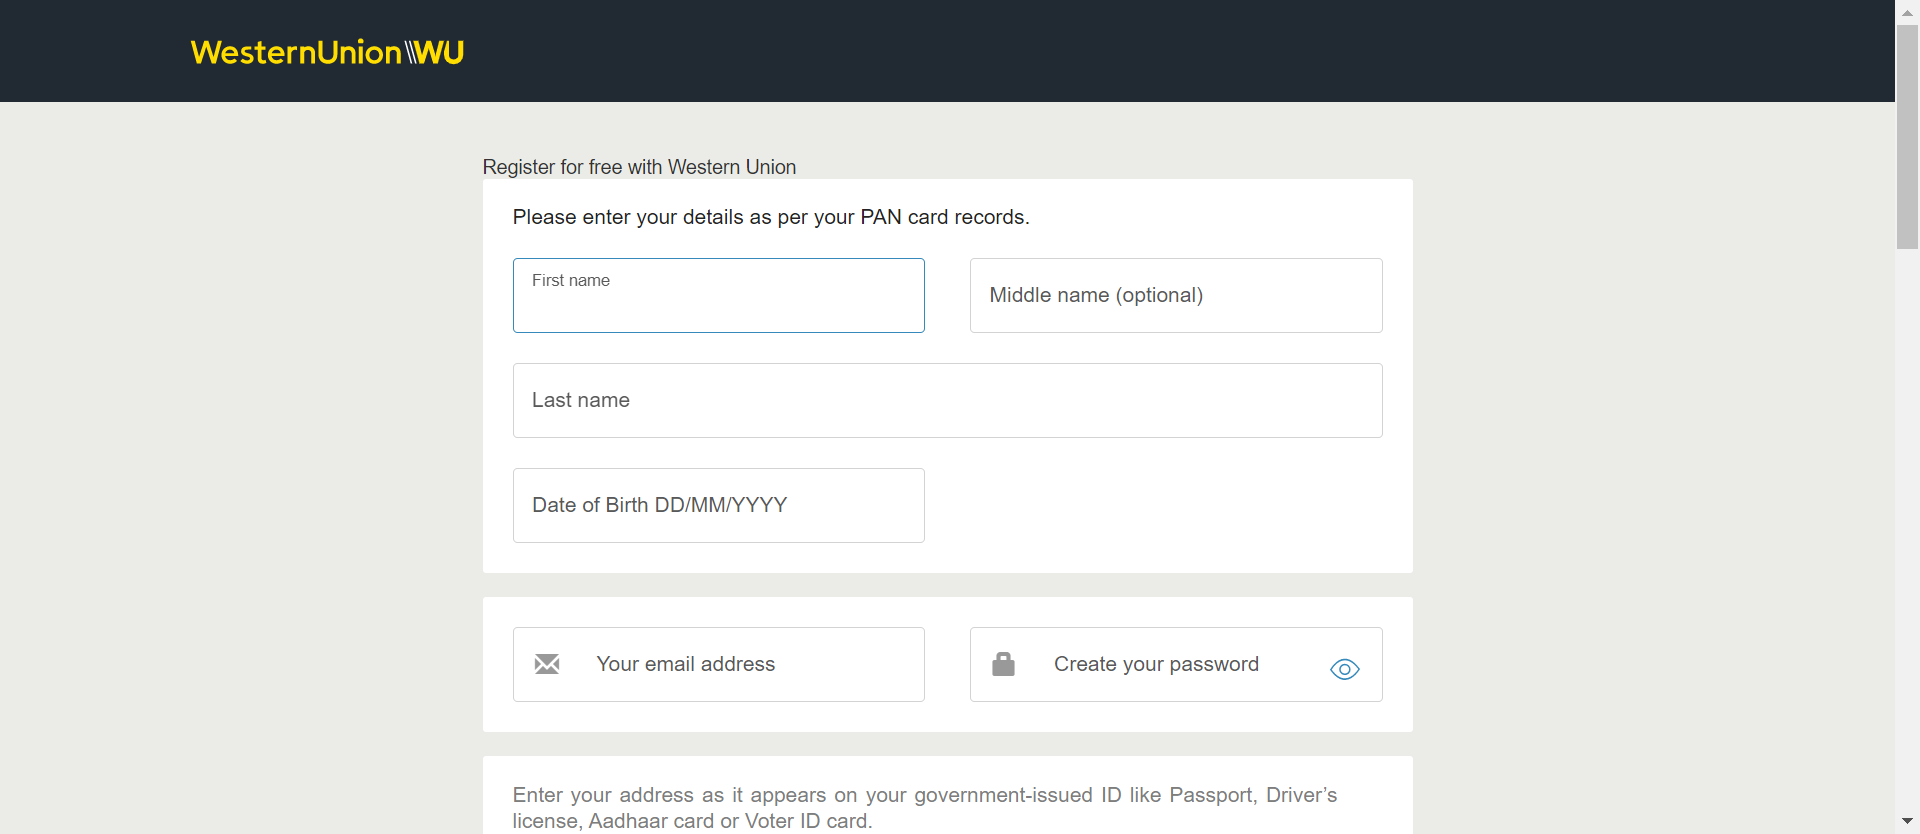 WesternUnion WU
Register for free with Western Union
Please enter your details as per your PAN card records.
First name
Middle name (optional)
Last name
Date of Birth DD/MM/YYYY
Your email address
Create your password
Enter your address as it appears on your government-issued ID like Passport, Driver’s
license, Aadhaar card or Voter ID card.